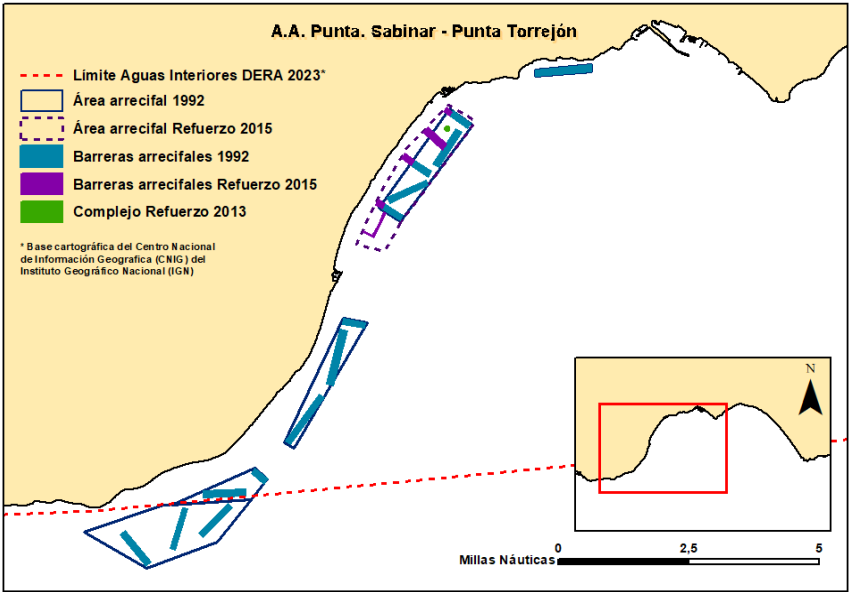 A.A. Punta. Sabinar - Punta Torrejón
Limite Aguas Interiores DERA 2023*
Área arrecifal 1992
Área arrecifal Refuerzo 2015
Barreras arrecifales 1992
Barreras arrecifales Refuerzo 2015
Complejo Refuerzo 2013
* Base cartográfica del Centro Nacional
de Información Geografica (CNIG) del
Instituto Geográfico Nacional (IGN)
N
Millas Náuticas
0 2,5 5